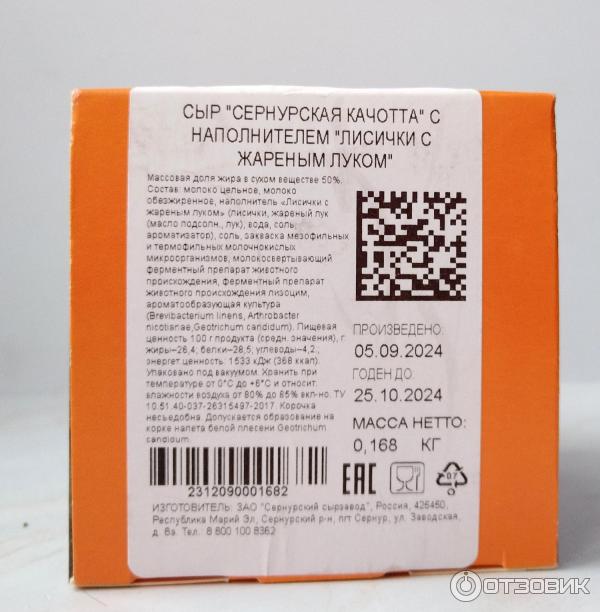 СЫР "СЕРНУРСКАЯ КАЧОТТА" С
НАПОЛНИТЕЛЕМ "ЛИСИЧКИ С
ЖАРЕНЫМ ЛУКОМ"
Массовая доля жира в сухом веществе 50%.
Состав: молоко цельное, молоко
обезжиренное, наполнитель «Лисички с
жареным луком» (лисички, жареный лук
(масло подсолн., лук), вода, соль,
ароматизатор), соль, закваска мезофильных
и термофильных молочнокислых
микроорганизмов, молокосвертывающий
ферментный препарат животного
происхождения, ферментный препарат
животного происхождения лизоцим,
ароматообразующая культура
(Brevibacterium linens, Arthrobacter
nicotianae,Geotrichum candidum). Пищевая
ценность 100 г продукта (средн. значения), г:
жиры–26,4; белки–28,5; углеводы–4,2;
энергет.ценность: 1533 кДж (368 ккал).
Упаковано под вакуумом. Хранить при
температуре от 0°С до +6°С и относит.
влажности воздуха от 80% до 85% вкл-но. ТУ
10.51.40-037-26315497-2017. Корочка
несъедобна. Допускается образование на
корке налета белой плесени Geotrichum
candidum.
ПРОИЗВЕДЕНО:
05.09.2024
ГОДЕН ДО:
25.10.2024
МАССА НЕТТО:
0,168 КГ
2312090001682
EAC
07
ИЗГОТОВИТЕЛЬ: ЗАО "Сернурский сырзавод", Россия, 425450,
Республика Марий Эл, Сернурский р-н, пгт Сернур, ул. Заводская,
д. 8а. Тел.: 8 800 100 8362
ОТЗОВИК